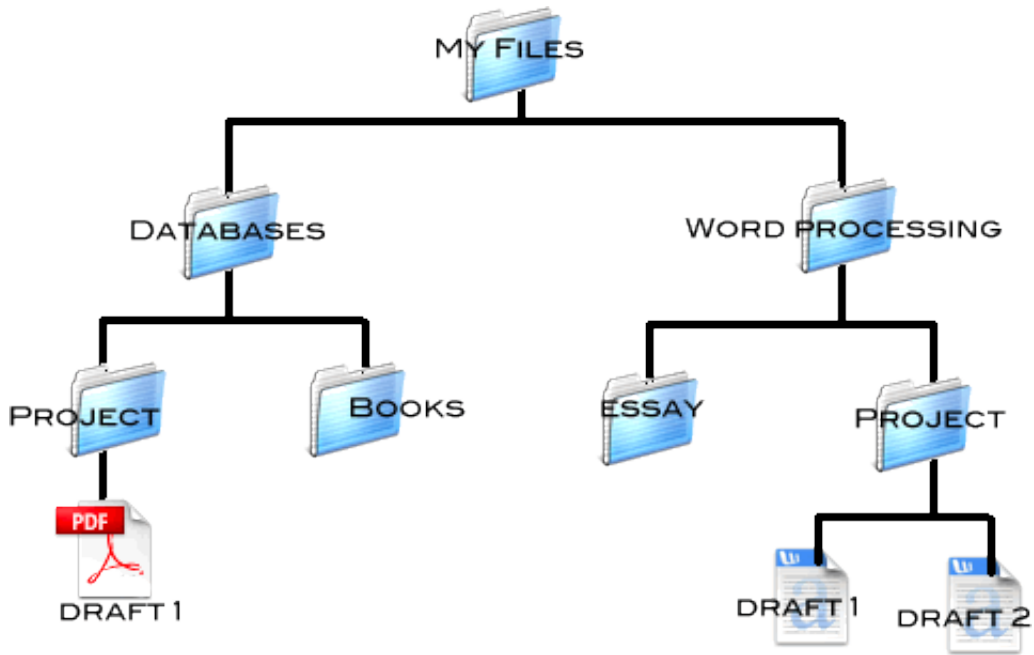 My Files
Databases
Word processing
Project
Books
essay
Project
PDF
draft 1
draft 1
draft 2